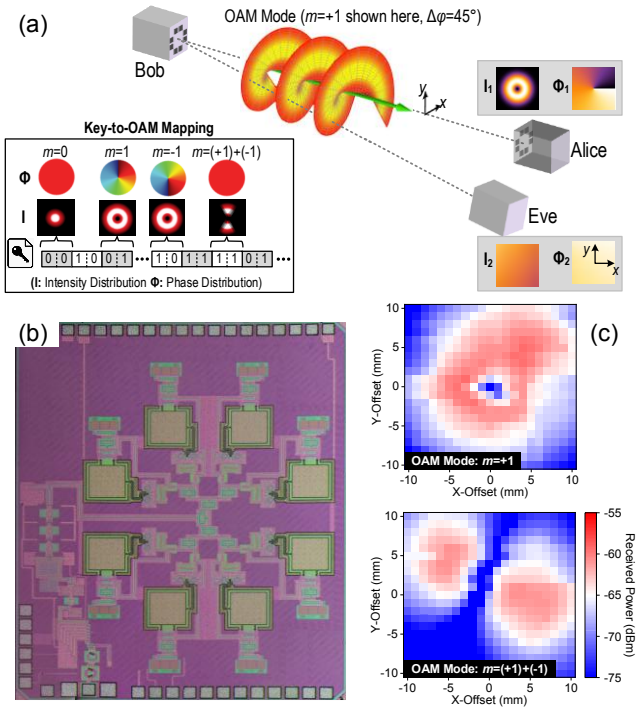 (a)
OAM Mode (m=+1 shown here, Δφ=45°)
Bob
y
x
I₁ Φ₁
Alice
Eve
I₂ Φ₂
y
x
Key-to-OAM Mapping
m=0 m=1 m=-1 m=(+1)+(-1)
Φ
I
0 0 1 0 0 1 ••• 1 0 1 1 1 1 0 1 •••
(I: Intensity Distribution Φ: Phase Distribution)
(b)
(c)
10
5
0
-5
-10
Y-Offset (mm)
OAM Mode: m=+1
-10 -5 0 5 10
X-Offset (mm)
10
5
0
-5
-10
Y-Offset (mm)
OAM Mode: m=(+1)+(-1)
-10 -5 0 5 10
X-Offset (mm)
-55
-60
-65
-70
-75
Received Power (dBm)